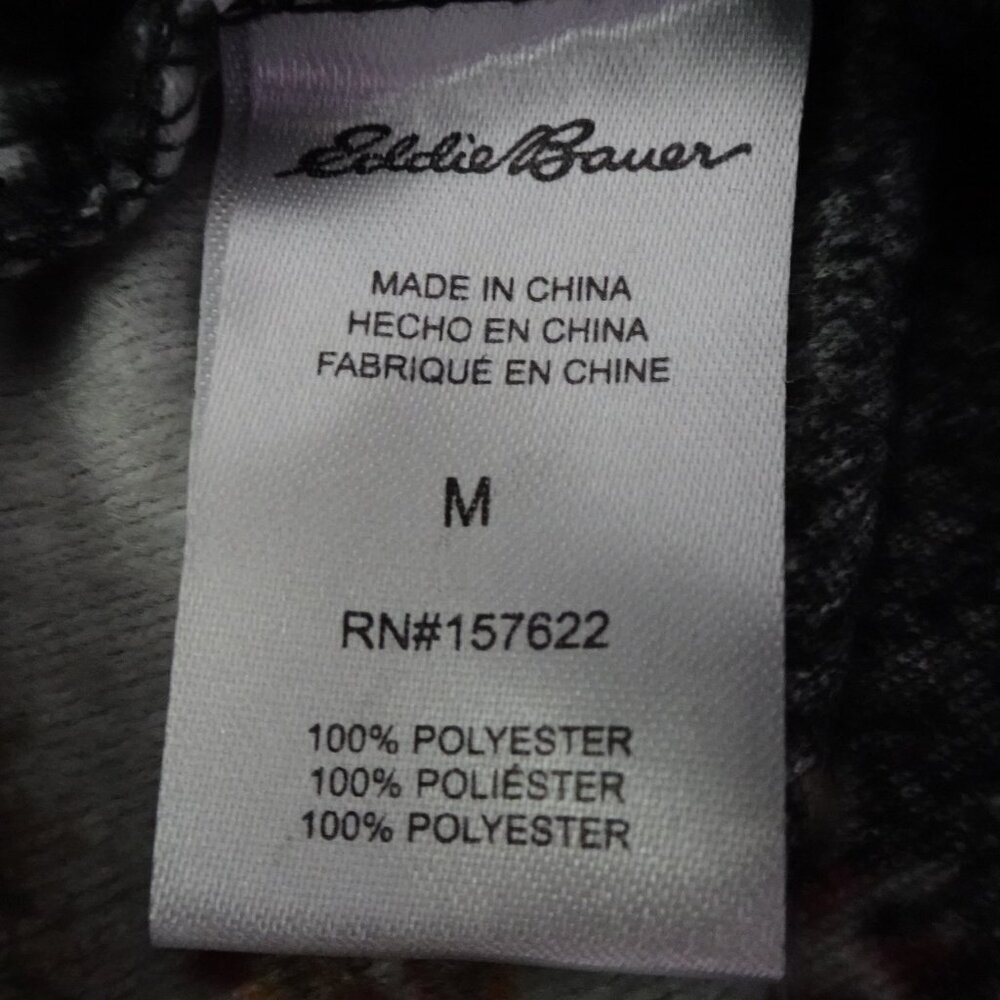 Eddie Bauer
MADE IN CHINA
HECHO EN CHINA
FABRIQUÉ EN CHINE
M
RN#157622
100% POLYESTER
100% POLIÉSTER
100% POLYESTER